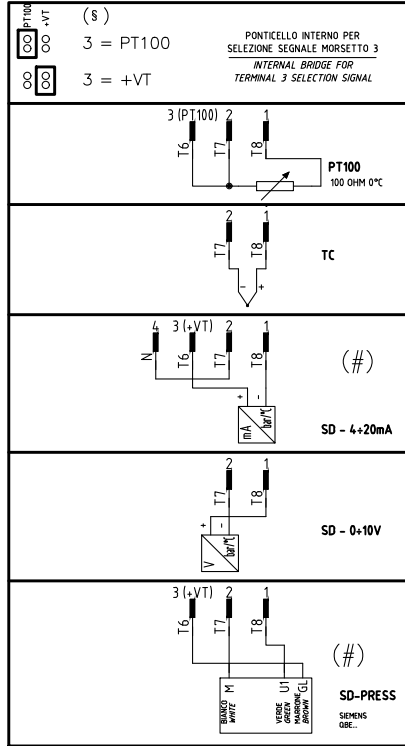 PT100
+VT
(§)
3 = PT100
3 = +VT
PONTICELLO INTERNO PER
SELEZIONE SEGNALE MORSETTO 3
INTERNAL BRIDGE FOR
TERMINAL 3 SELECTION SIGNAL
3 (PT100) 2 1
T6 T7 T8
PT100
100 OHM 0°C
2 1
T7 T8
- +
TC
4 3 (+VT) 2 1
N T6 T7 T8
(#)
+ -
mA bar/°C
SD - 4÷20mA
2 1
T7 T8
+ -
V bar/°C
SD - 0÷10V
3 (+VT) 2 1
T6 T7 T8
(#)
M U1 GL
BIANCO
WHITE
VERDE
GREEN
MARRONE
BROWN
SD-PRESS
SIEMENS
QBE...